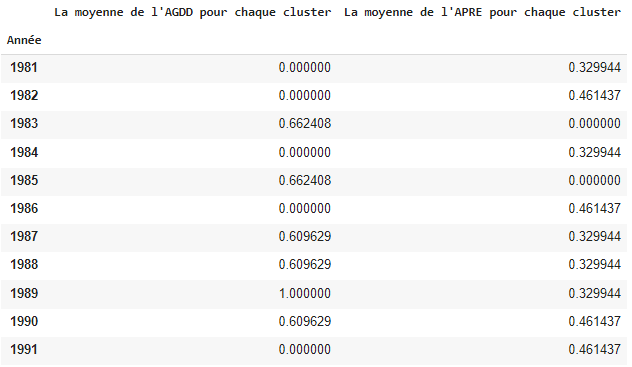 La moyenne de l'AGDD pour chaque cluster La moyenne de l'APRE pour chaque cluster
Année
1981 0.000000 0.329944
1982 0.000000 0.461437
1983 0.662408 0.000000
1984 0.000000 0.329944
1985 0.662408 0.000000
1986 0.000000 0.461437
1987 0.609629 0.329944
1988 0.609629 0.329944
1989 1.000000 0.329944
1990 0.609629 0.461437
1991 0.000000 0.461437